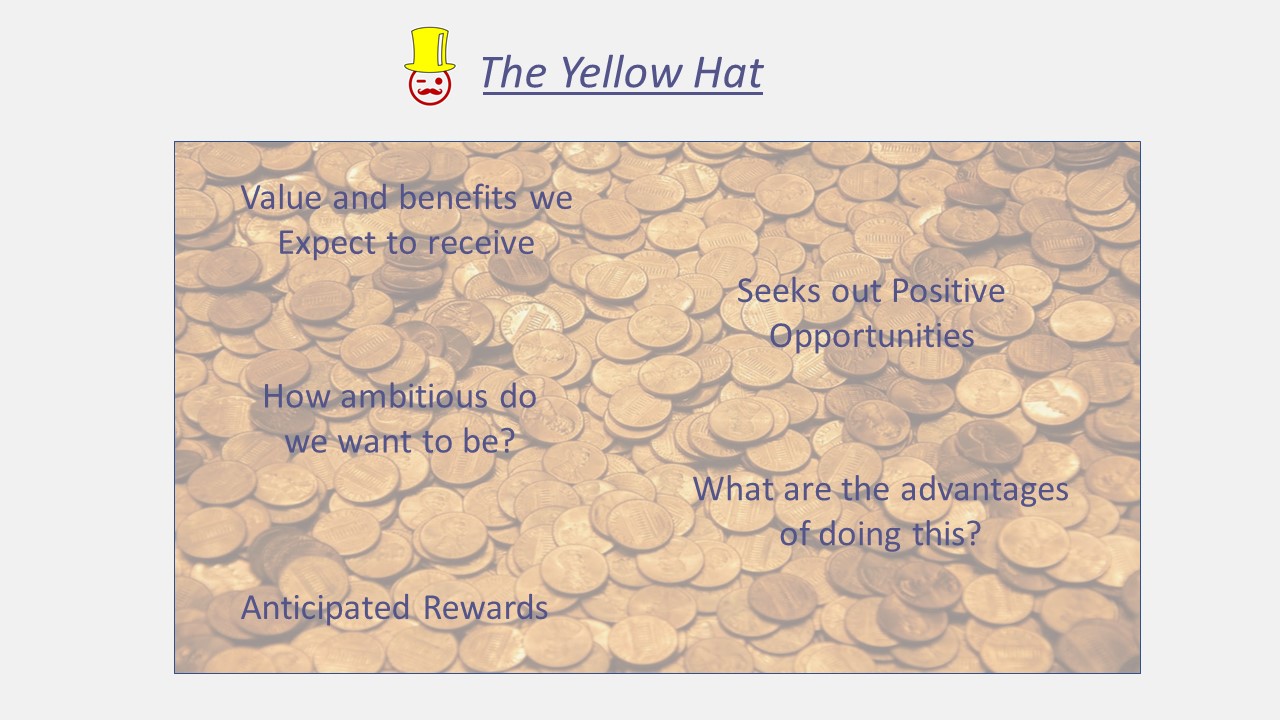 The Yellow Hat
Value and benefits we
Expect to receive
Seeks out Positive
Opportunities
How ambitious do
we want to be?
What are the advantages
of doing this?
Anticipated Rewards